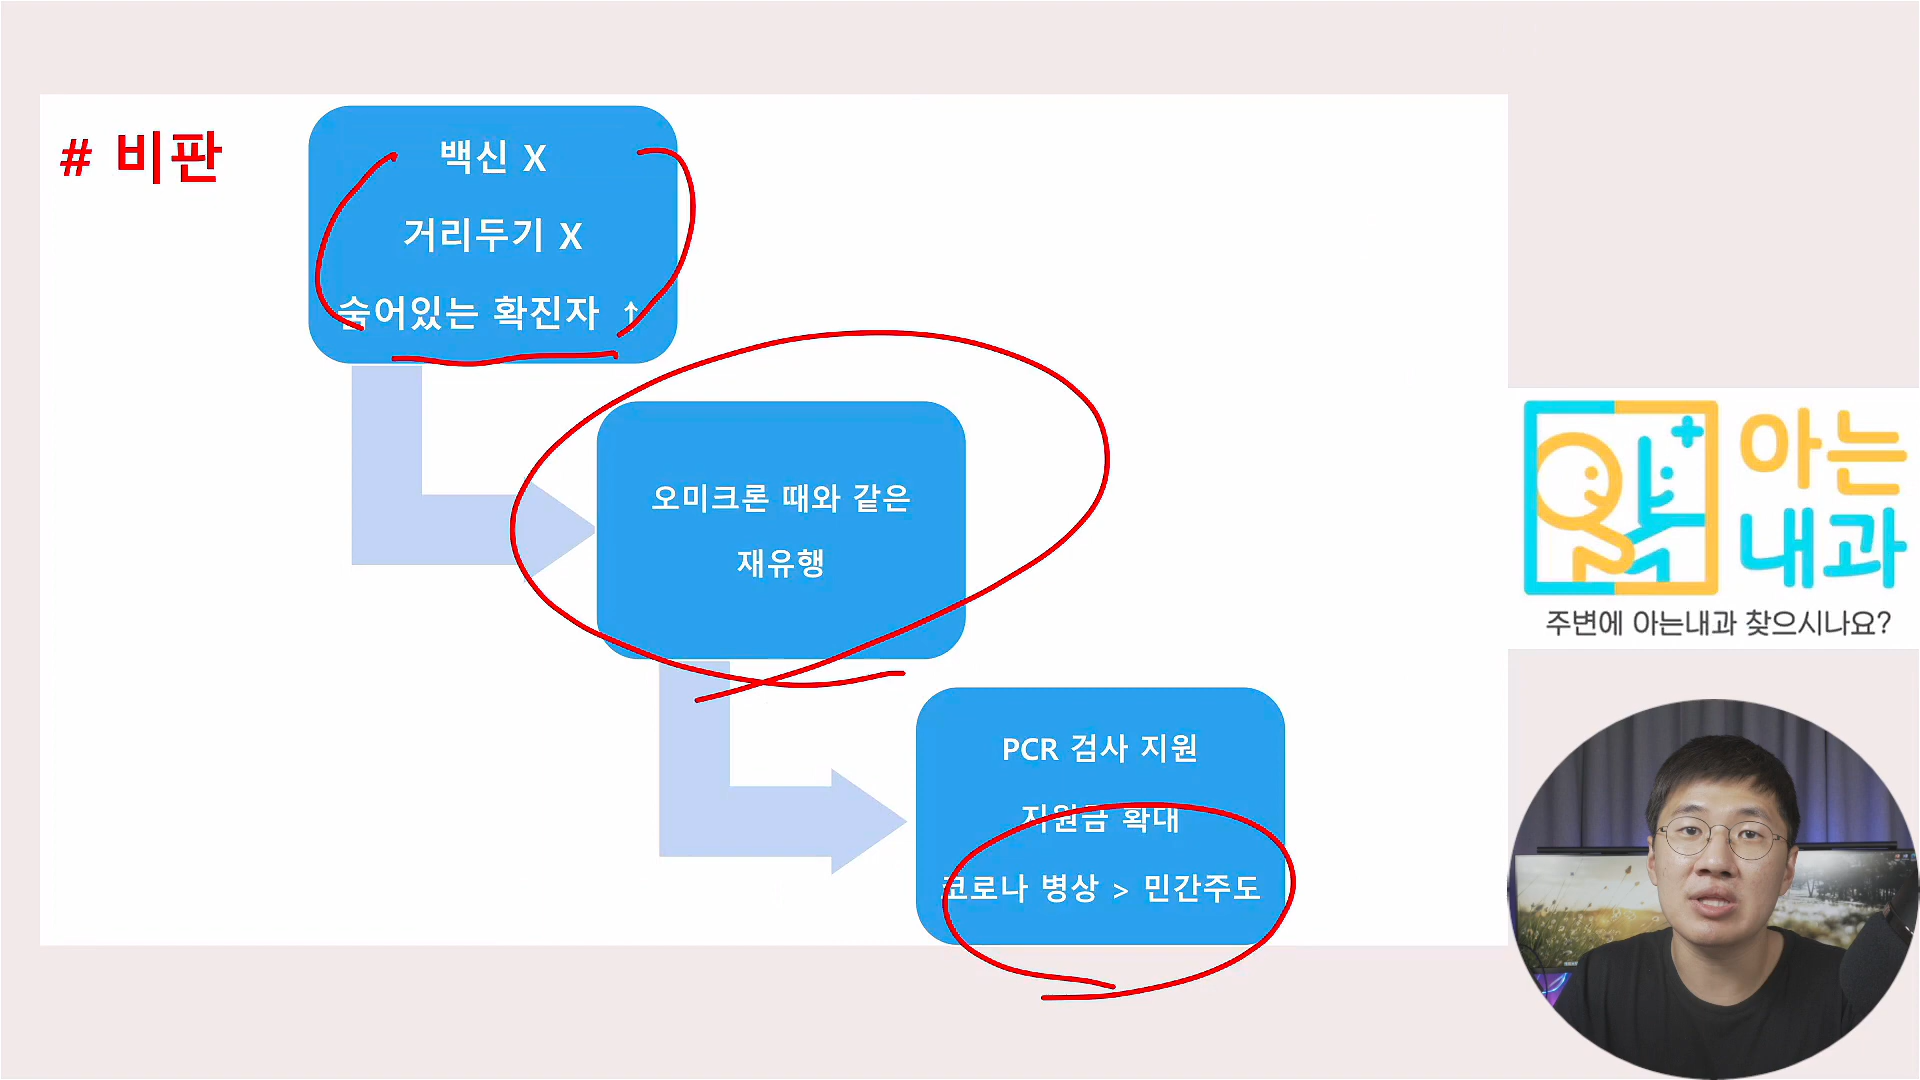 # 비판
백신 X
거리두기 X
숨어있는 확진자 ↑
오미크론 때와 같은
재유행
PCR 검사 지원
지원금 확대
코로나 병상 > 민간주도
아는
내과
주변에 아는내과 찾으시나요?